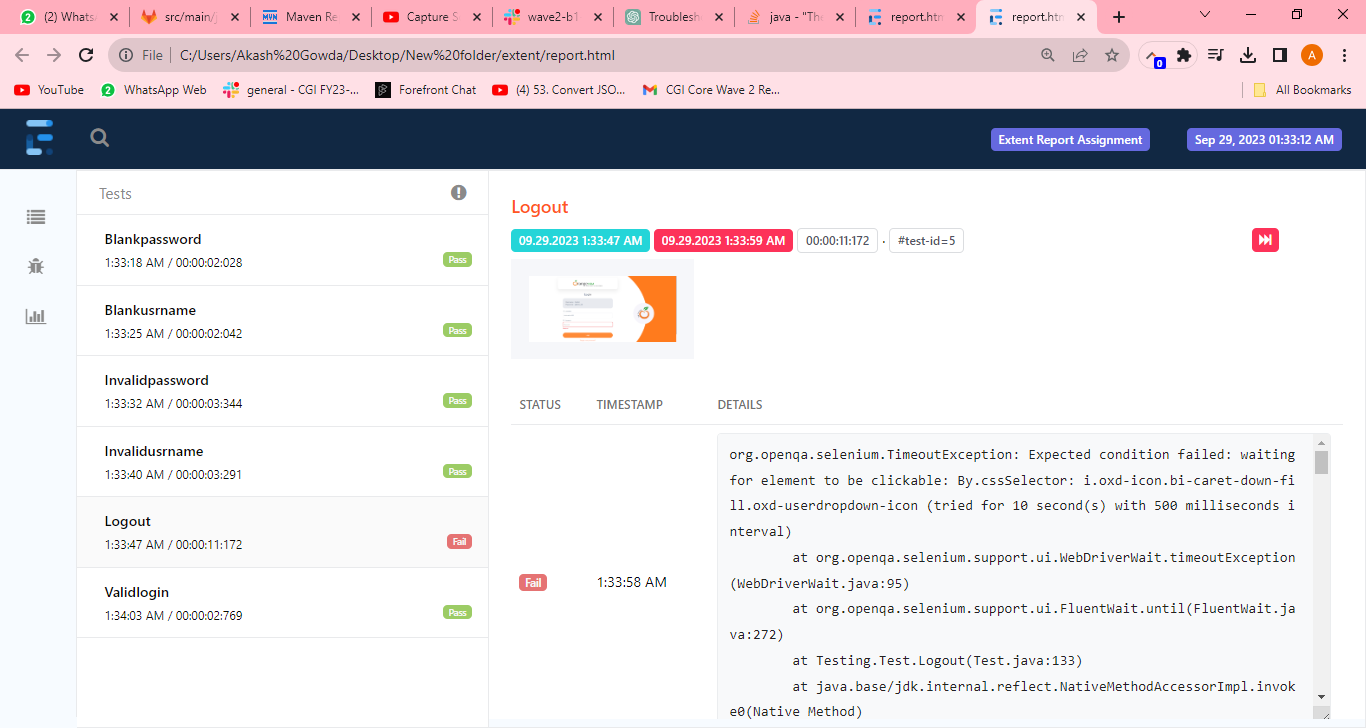 (2) Whats
src/main/j
MVN Maven Re
Capture S
wave2-b1
Troublesh
java - "Th
report.htm
report.htm
File
C:/Users/Akash%20Gowda/Desktop/New%20folder/extent/report.html
0
A
YouTube
2 WhatsApp Web
general - CGI FY23-...
Forefront Chat
(4) 53. Convert JSO...
CGI Core Wave 2 Re...
All Bookmarks
Extent Report Assignment
Sep 29, 2023 01:33:12 AM
Tests
Blankpassword
1:33:18 AM / 00:00:02:028
Pass
Blankusrname
1:33:25 AM / 00:00:02:042
Pass
Invalidpassword
1:33:32 AM / 00:00:03:344
Pass
Invalidusrname
1:33:40 AM / 00:00:03:291
Pass
Logout
1:33:47 AM / 00:00:11:172
Fail
Validlogin
1:34:03 AM / 00:00:02:769
Pass
Logout
09.29.2023 1:33:47 AM 09.29.2023 1:33:59 AM 00:00:11:172 · #test-id=5
STATUS TIMESTAMP DETAILS
Fail
1:33:58 AM
org.openqa.selenium.TimeoutException: Expected condition failed: waiting
for element to be clickable: By.cssSelector: i.oxd-icon.bi-caret-down-fi
ll.oxd-userdropdown-icon (tried for 10 second(s) with 500 milliseconds i
nterval)
at org.openqa.selenium.support.ui.WebDriverWait.timeoutException
(WebDriverWait.java:95)
at org.openqa.selenium.support.ui.FluentWait.until(FluentWait.ja
va:272)
at Testing.Test.Logout(Test.java:133)
at java.base/jdk.internal.reflect.NativeMethodAccessorImpl.invok
e0(Native Method)